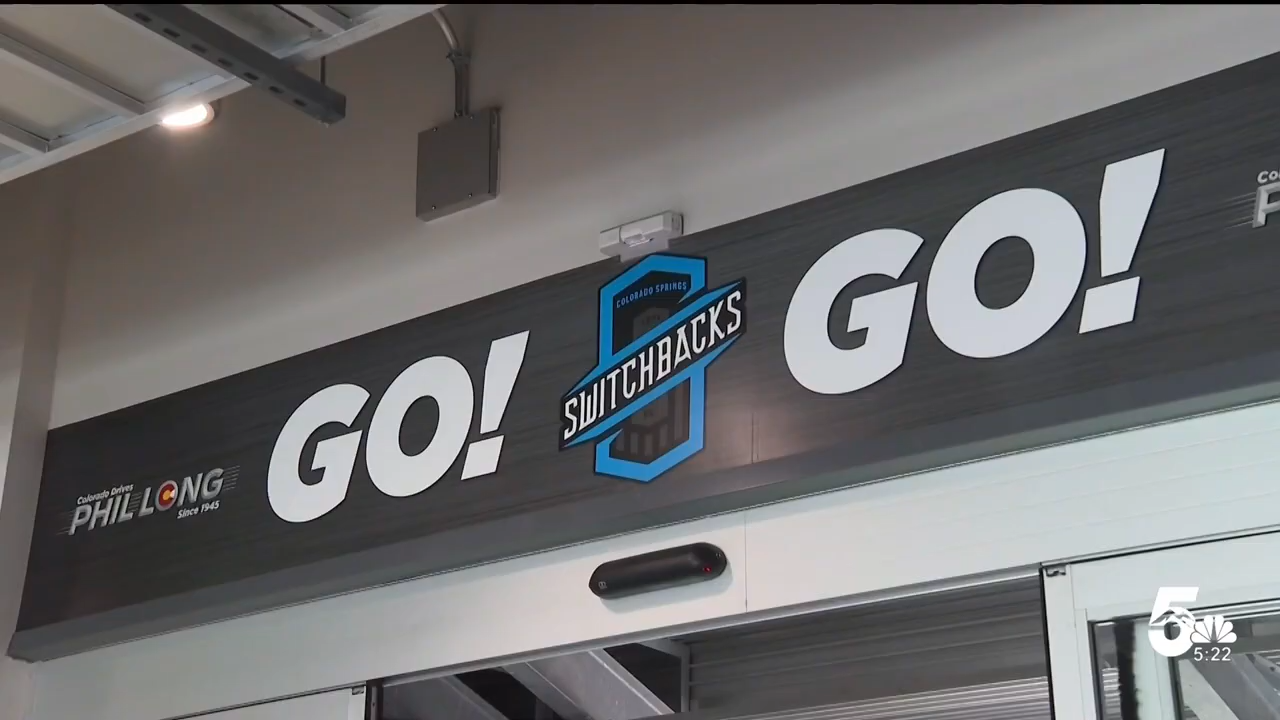 GO!
COLORADO SPRINGS
SWITCHBACKS
GO!
Colorado Drives
PHIL LONG
Since 1945
5
5:22